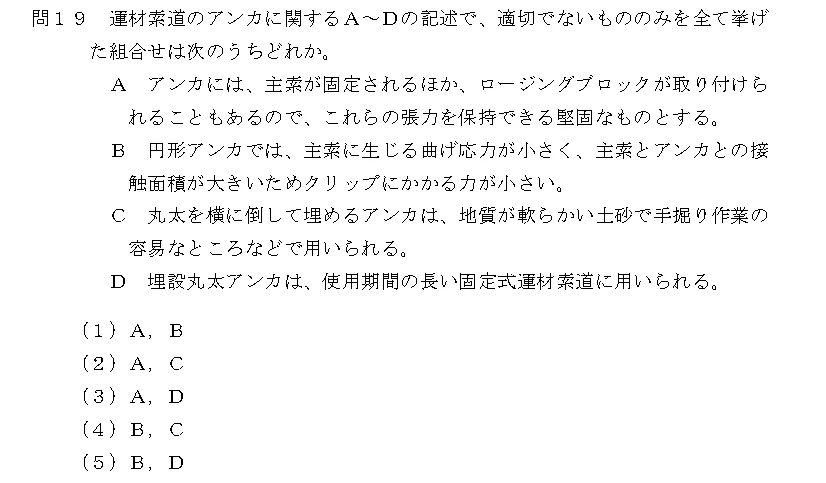 問１９　運材索道のアンカに関するＡ～Ｄの記述で、適切でないもののみを全て挙げ
た組合せは次のうちどれか。
Ａ　アンカには、主索が固定されるほか、ロージングブロックが取り付けら
れることもあるので、これらの張力を保持できる堅固なものとする。
Ｂ　円形アンカでは、主索に生じる曲げ応力が小さく、主索とアンカとの接
触面積が大きいためクリップにかかる力が小さい。
Ｃ　丸太を横に倒して埋めるアンカは、地質が軟らかい土砂で手掘り作業の
容易なところなどで用いられる。
Ｄ　埋設丸太アンカは、使用期間の長い固定式運材索道に用いられる。
（１）Ａ，Ｂ
（２）Ａ，Ｃ
（３）Ａ，Ｄ
（４）Ｂ，Ｃ
（５）Ｂ，Ｄ